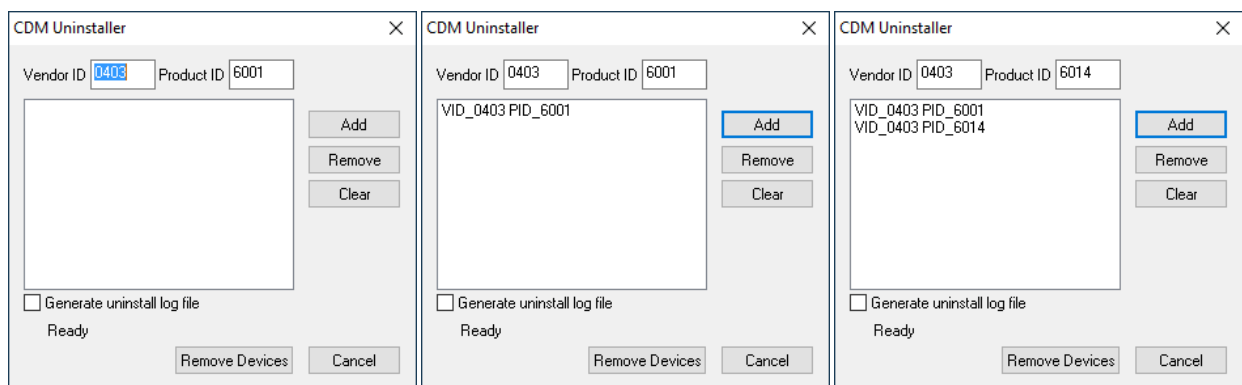 CDM Uninstaller
Vendor ID 0403 Product ID 6001
Add
Remove
Clear
Generate uninstall log file
Ready
Remove Devices Cancel
CDM Uninstaller
Vendor ID 0403 Product ID 6001
VID_0403 PID_6001
Add
Remove
Clear
Generate uninstall log file
Ready
Remove Devices Cancel
CDM Uninstaller
Vendor ID 0403 Product ID 6014
VID_0403 PID_6001
VID_0403 PID_6014
Add
Remove
Clear
Generate uninstall log file
Ready
Remove Devices Cancel